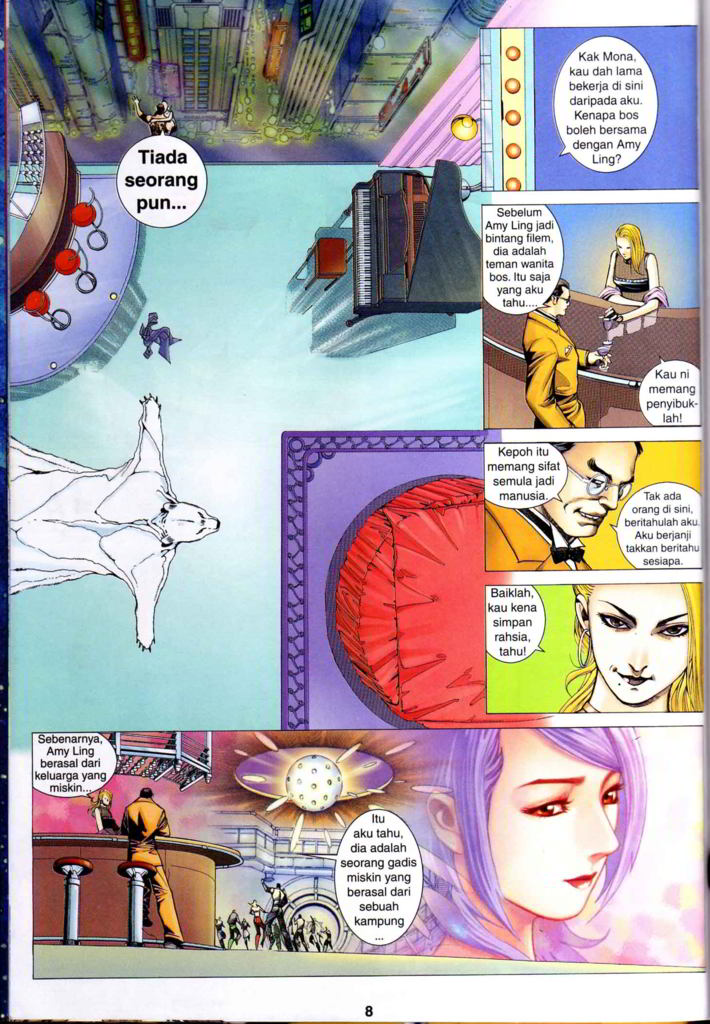 Tiada
seorang
pun...
Kak Mona,
kau dah lama
bekerja di sini
daripada aku.
Kenapa bos
boleh bersama
dengan Amy
Ling?
Sebelum
Amy Ling jadi
bintang filem,
dia adalah
teman wanita
bos. Itu saja
yang aku
tahu....
Kau ni
memang
penyibuk-
lah!
Kepoh itu
memang sifat
semula jadi
manusia.
Tak ada
orang di sini,
beritahulah aku.
Aku berjanji
takkan beritahu
sesiapa.
Baiklah,
kau kena
simpan
rahsia,
tahu!
Sebenarnya,
Amy Ling
berasal dari
keluarga yang
miskin...
Itu
aku tahu,
dia adalah
seorang gadis
miskin yang
berasal dari
sebuah
kampung
...
8